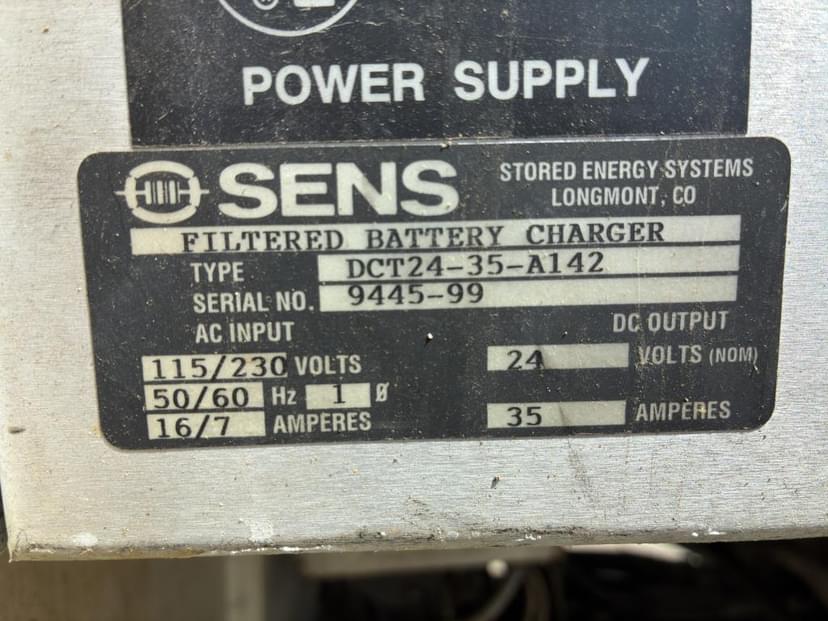 POWER SUPPLY
SENS
STORED ENERGY SYSTEMS
LONGMONT, CO
FILTERED BATTERY CHARGER
TYPE DCT24-35-A142
SERIAL NO. 9445-99
AC INPUT DC OUTPUT
115/230 VOLTS 24 VOLTS (NOM)
50/60 Hz 1 Ø
16/7 AMPERES 35 AMPERES